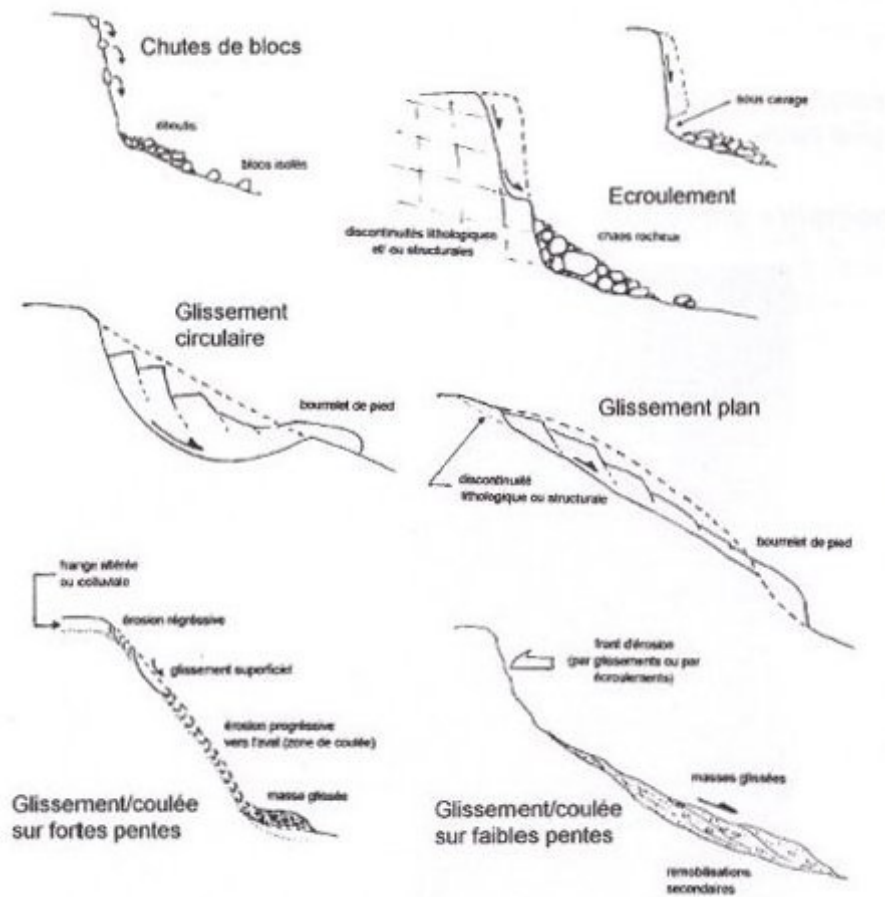 Chutes de blocs
éboulis
blocs isolés
sous cavage
Ecroulement
chaos rocheux
discontinuités lithologiques
et/ ou structurales
Glissement
circulaire
bourrelet de pied
Glissement plan
discontinuité
lithologique ou structurale
bourrelet de pied
frange altérée
ou colluviale
érosion régréssive
glissement superficiel
érosion progréssive
vers l'aval (zone de coulée)
masse glissée
Glissement/coulée
sur fortes pentes
front d'érosion
(par glissements ou par
écroulements)
masses glissées
Glissement/coulée
sur faibles pentes
remobilisations
secondaires